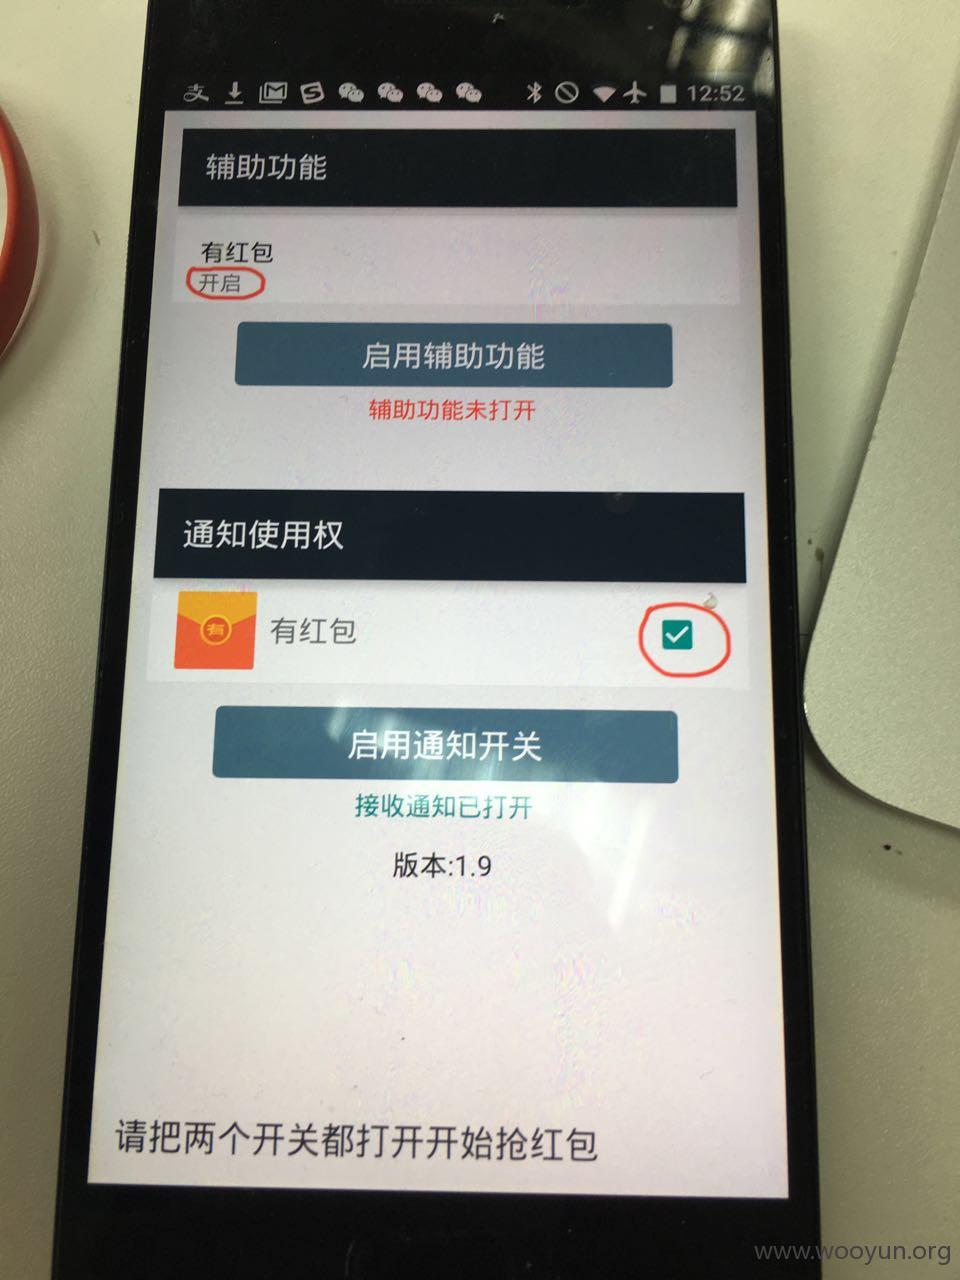 12:52
辅助功能
有红包
开启
启用辅助功能
辅助功能未打开
通知使用权
有
有红包
启用通知开关
接收通知已打开
版本:1.9
请把两个开关都打开开始抢红包
www.wooyun.org